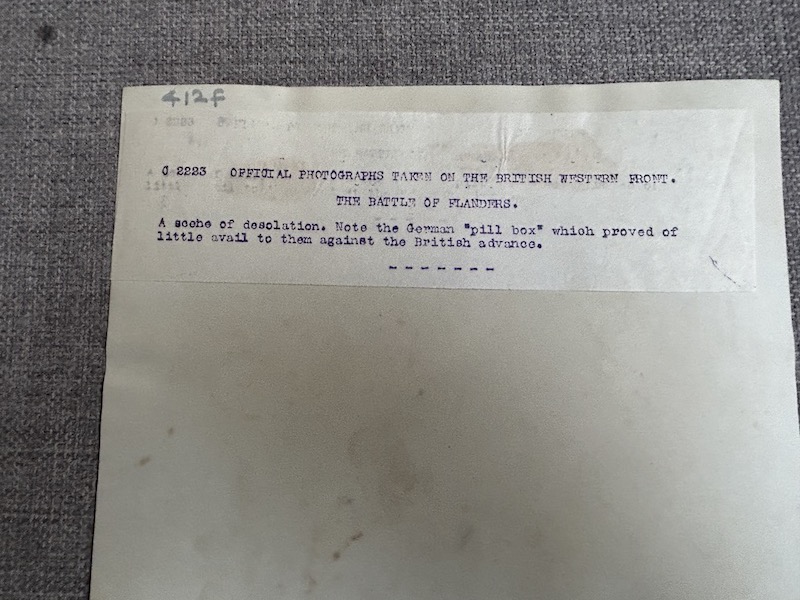 412f
C 2223 OFFICIAL PHOTOGRAPHS TAKEN ON THE BRITISH WESTERN FRONT.
THE BATTLE OF FLANDERS.
A scene of desolation. Note the German "pill box" which proved of
little avail to them against the British advance.
- - - - - - -